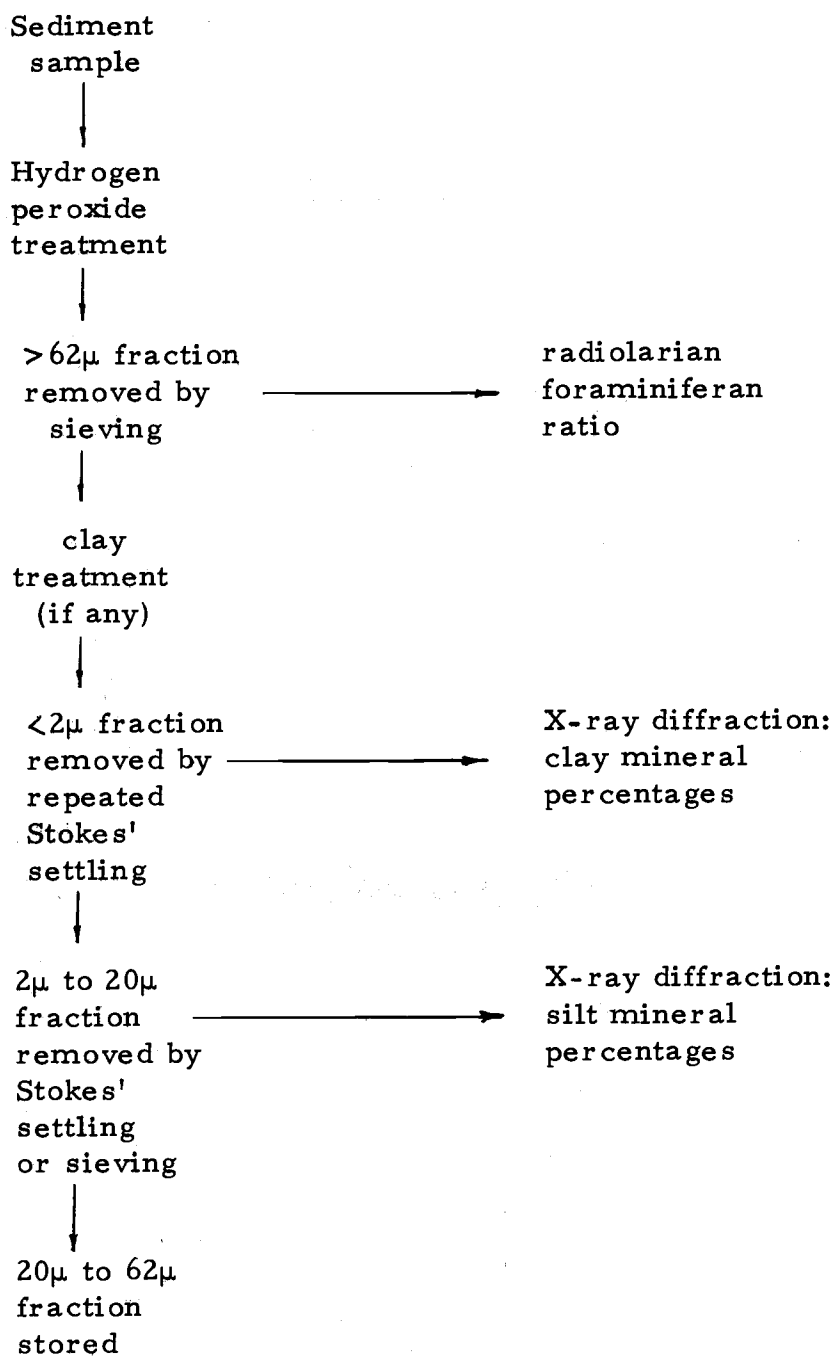 Sediment
sample
Hydrogen
peroxide
treatment
>62μ fraction
removed by
sieving
radiolarian
foraminiferan
ratio
clay
treatment
(if any)
<2μ fraction
removed by
repeated
Stokes'
settling
X-ray diffraction:
clay mineral
percentages
2μ to 20μ
fraction
removed by
Stokes'
settling
or sieving
X-ray diffraction:
silt mineral
percentages
20μ to 62μ
fraction
stored